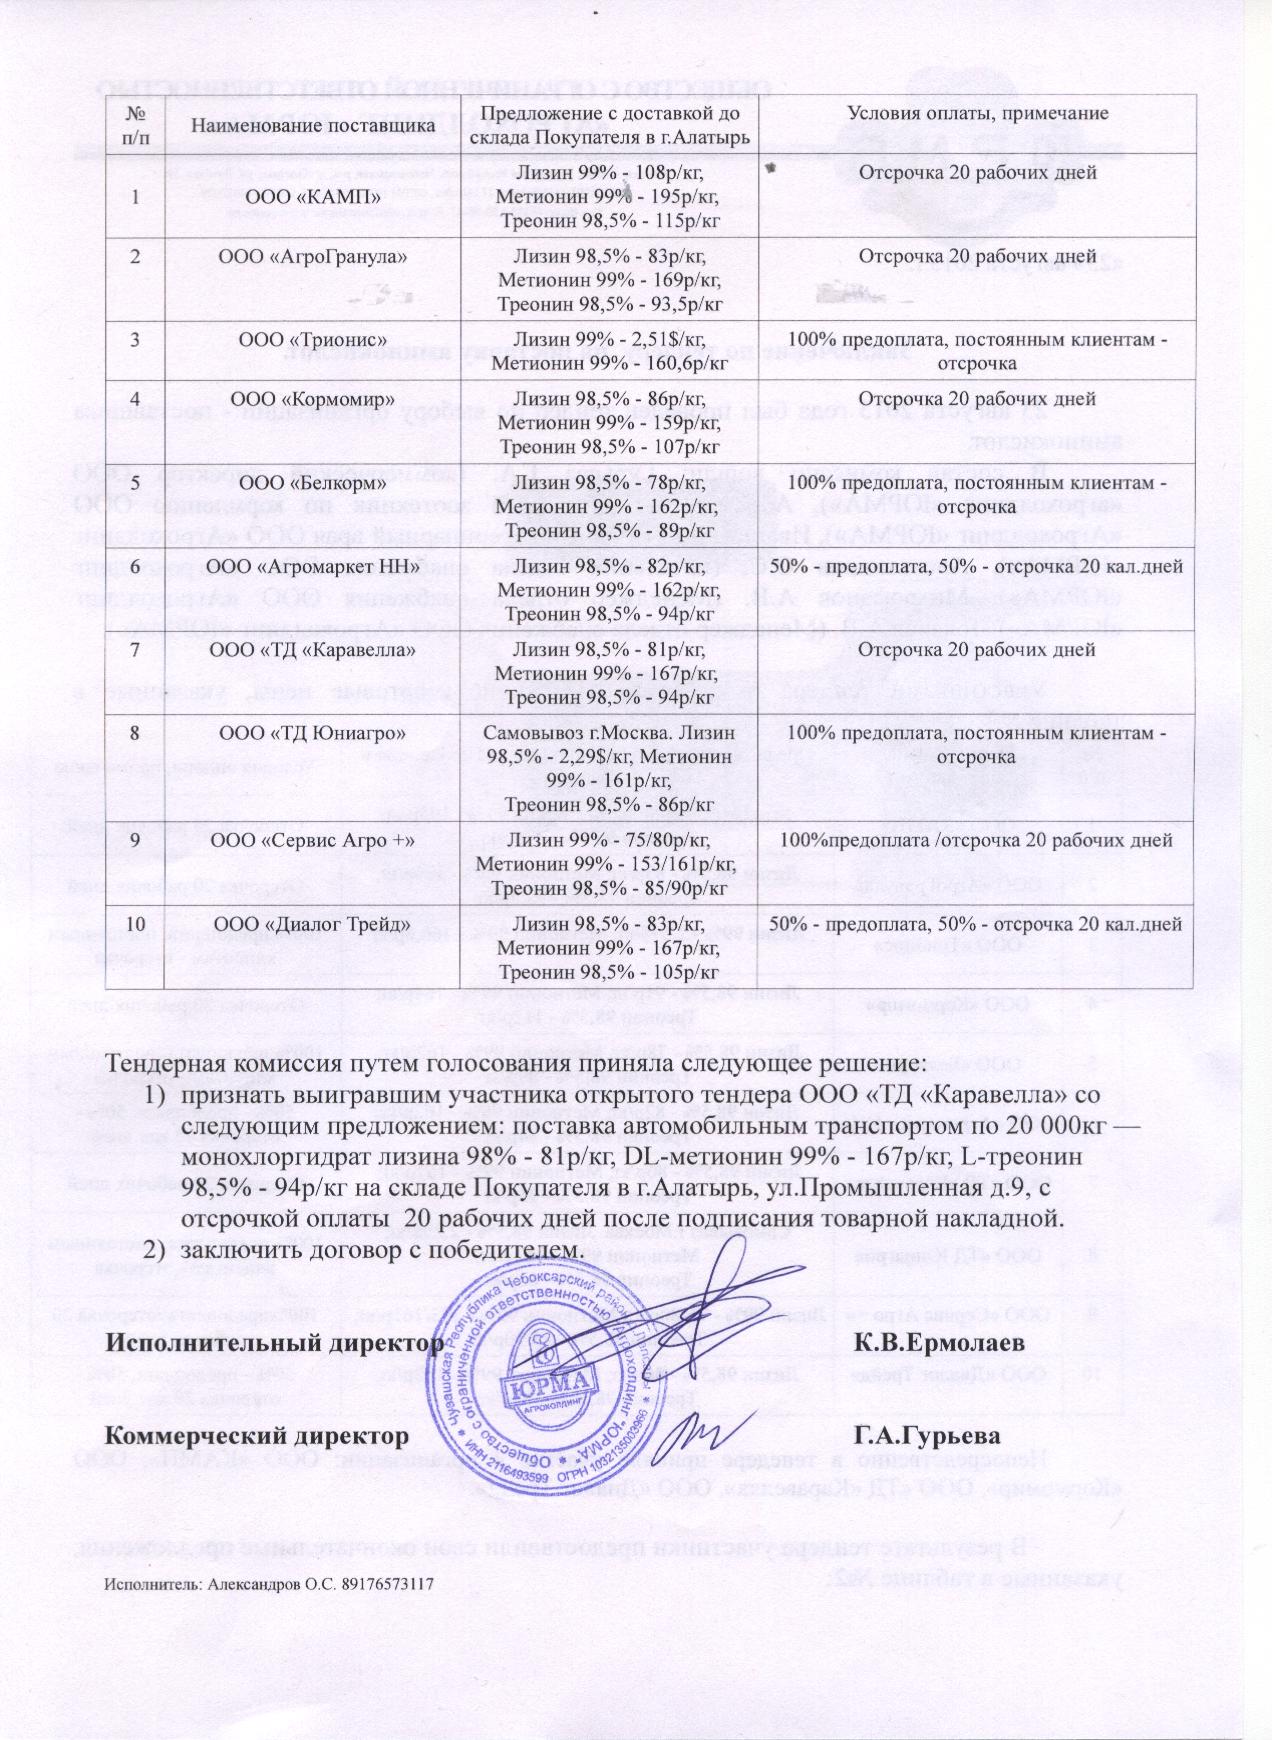 № п/п Наименование поставщика Предложение с доставкой до склада Покупателя в г.Алатырь Условия оплаты, примечание
1 ООО «КАМП» Лизин 99% - 108р/кг,
Метионин 99% - 195р/кг,
Треонин 98,5% - 115р/кг
Отсрочка 20 рабочих дней
2 ООО «АгроГранула» Лизин 98,5% - 83р/кг,
Метионин 99% - 169р/кг,
Треонин 98,5% - 93,5р/кг
Отсрочка 20 рабочих дней
3 ООО «Трионис» Лизин 99% - 2,51$/кг,
Метионин 99% - 160,6р/кг
100% предоплата, постоянным клиентам -
отсрочка
4 ООО «Кормомир» Лизин 98,5% - 86р/кг,
Метионин 99% - 159р/кг,
Треонин 98,5% - 107р/кг
Отсрочка 20 рабочих дней
5 ООО «Белкорм» Лизин 98,5% - 78р/кг,
Метионин 99% - 162р/кг,
Треонин 98,5% - 89р/кг
100% предоплата, постоянным клиентам -
отсрочка
6 ООО «Агромаркет НН» Лизин 98,5% - 82р/кг,
Метионин 99% - 162р/кг,
Треонин 98,5% - 94р/кг
50% - предоплата, 50% - отсрочка 20 кал.дней
7 ООО «ТД «Каравелла» Лизин 98,5% - 81р/кг,
Метионин 99% - 167р/кг,
Треонин 98,5% - 94р/кг
Отсрочка 20 рабочих дней
8 ООО «ТД Юниагро» Самовывоз г.Москва. Лизин
98,5% - 2,29$/кг, Метионин
99% - 161р/кг,
Треонин 98,5% - 86р/кг
100% предоплата, постоянным клиентам -
отсрочка
9 ООО «Сервис Агро +» Лизин 99% - 75/80р/кг,
Метионин 99% - 153/161р/кг,
Треонин 98,5% - 85/90р/кг
100%предоплата /отсрочка 20 рабочих дней
10 ООО «Диалог Трейд» Лизин 98,5% - 83р/кг,
Метионин 99% - 167р/кг,
Треонин 98,5% - 105р/кг
50% - предоплата, 50% - отсрочка 20 кал.дней
Тендерная комиссия путем голосования приняла следующее решение:
1) признать выигравшим участника открытого тендера ООО «ТД «Каравелла» со
следующим предложением: поставка автомобильным транспортом по 20 000кг —
монохлоргидрат лизина 98% - 81р/кг, DL-метионин 99% - 167р/кг, L-треонин
98,5% - 94р/кг на складе Покупателя в г.Алатырь, ул.Промышленная д.9, с
отсрочкой оплаты 20 рабочих дней после подписания товарной накладной.
2) заключить договор с победителем.
Исполнительный директор К.В.Ермолаев
Чувашская Республика Чебоксарский район
Общество с ограниченной ответственностью "Агрохолдинг "ЮРМА"
ИНН 2116493599 ОГРН 1032135003966
ЮРМА
АГРОХОЛДИНГ
Коммерческий директор Г.А.Гурьева
Исполнитель: Александров О.С. 89176573117